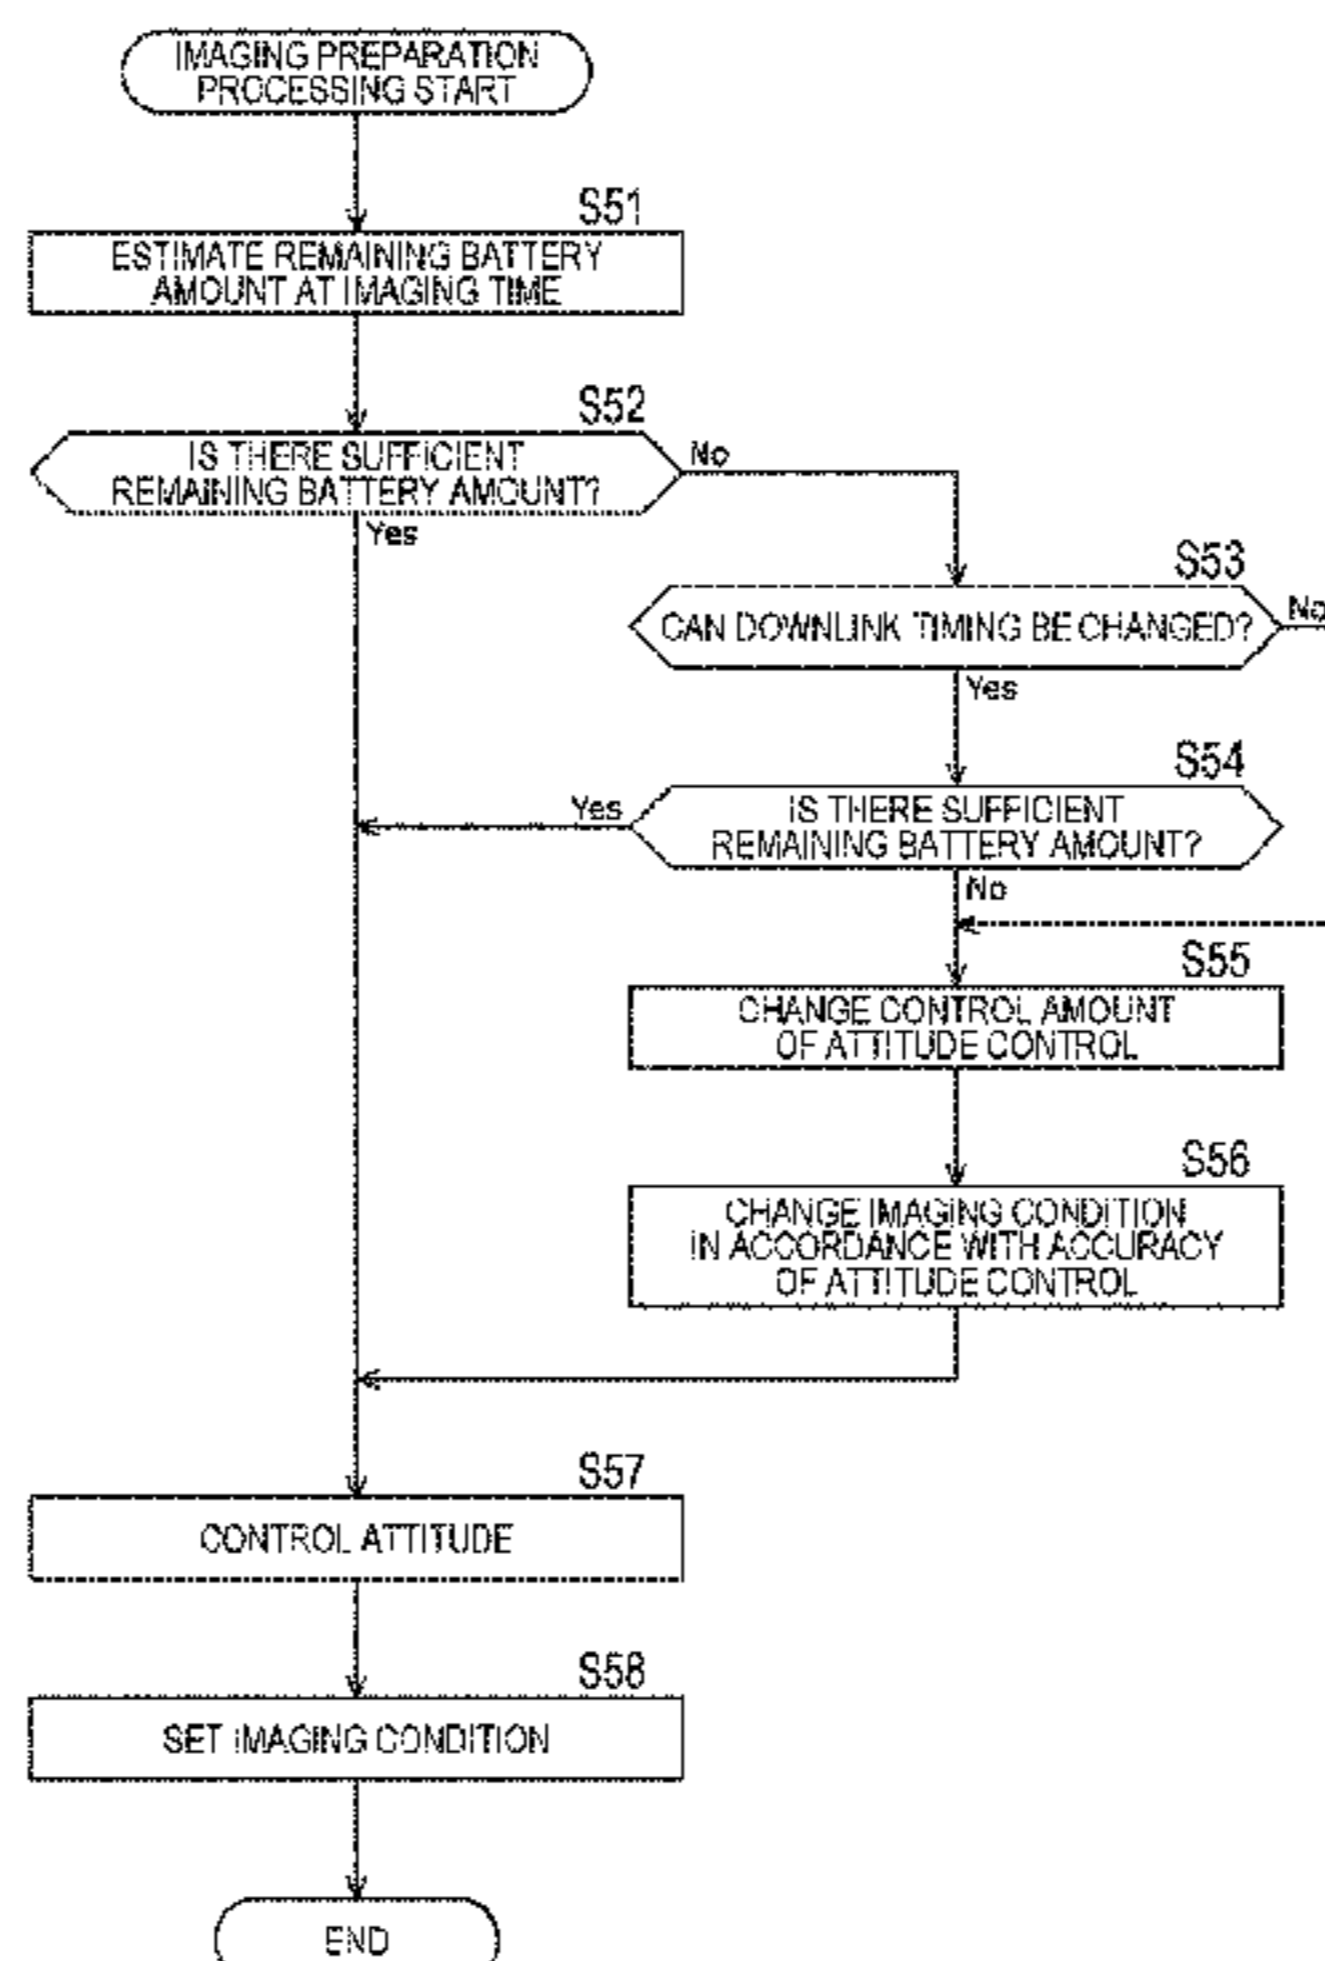 IMAGING PREPARATION
PROCESSING START
S51
ESTIMATE REMAINING BATTERY
AMOUNT AT IMAGING TIME
S52
IS THERE SUFFICIENT
REMAINING BATTERY AMOUNT?
No
Yes
S53
CAN DOWNLINK TIMING BE CHANGED?
No
Yes
S54
IS THERE SUFFICIENT
REMAINING BATTERY AMOUNT?
Yes
No
S55
CHANGE CONTROL AMOUNT
OF ATTITUDE CONTROL
S56
CHANGE IMAGING CONDITION
IN ACCORDANCE WITH ACCURACY
OF ATTITUDE CONTROL
S57
CONTROL ATTITUDE
S58
SET IMAGING CONDITION
END